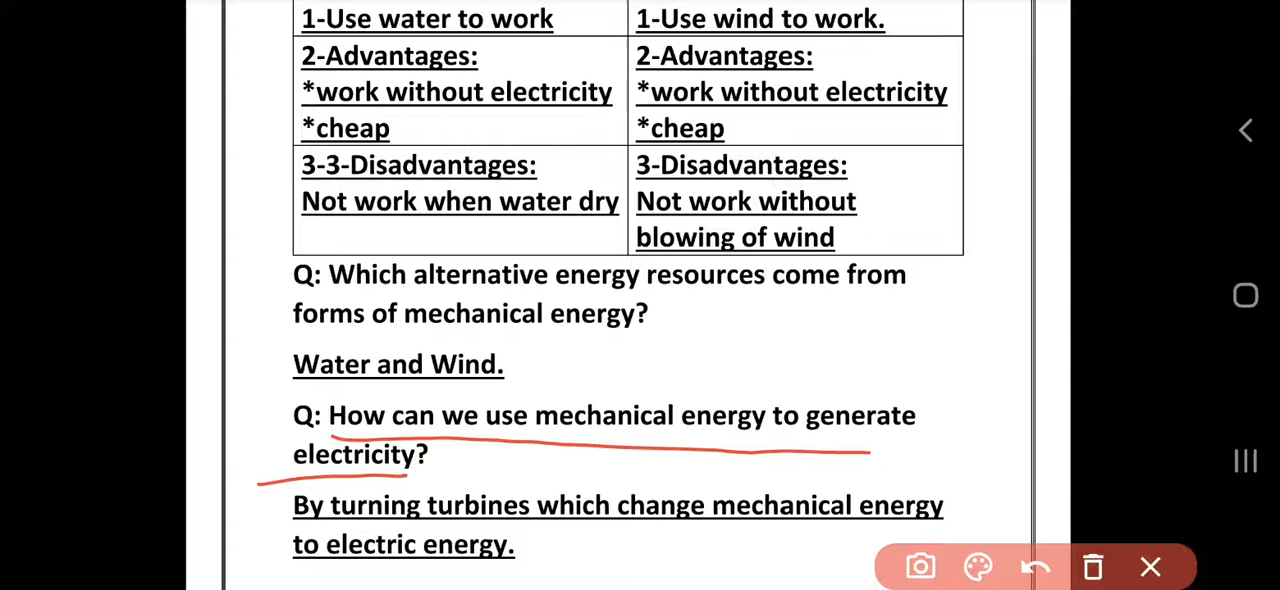 1-Use water to work
1-Use wind to work.
2-Advantages:
*work without electricity
*cheap
2-Advantages:
*work without electricity
*cheap
3-3-Disadvantages:
Not work when water dry
3-Disadvantages:
Not work without
blowing of wind
Q: Which alternative energy resources come from
forms of mechanical energy?
Water and Wind.
Q: How can we use mechanical energy to generate
electricity?
By turning turbines which change mechanical energy
to electric energy.